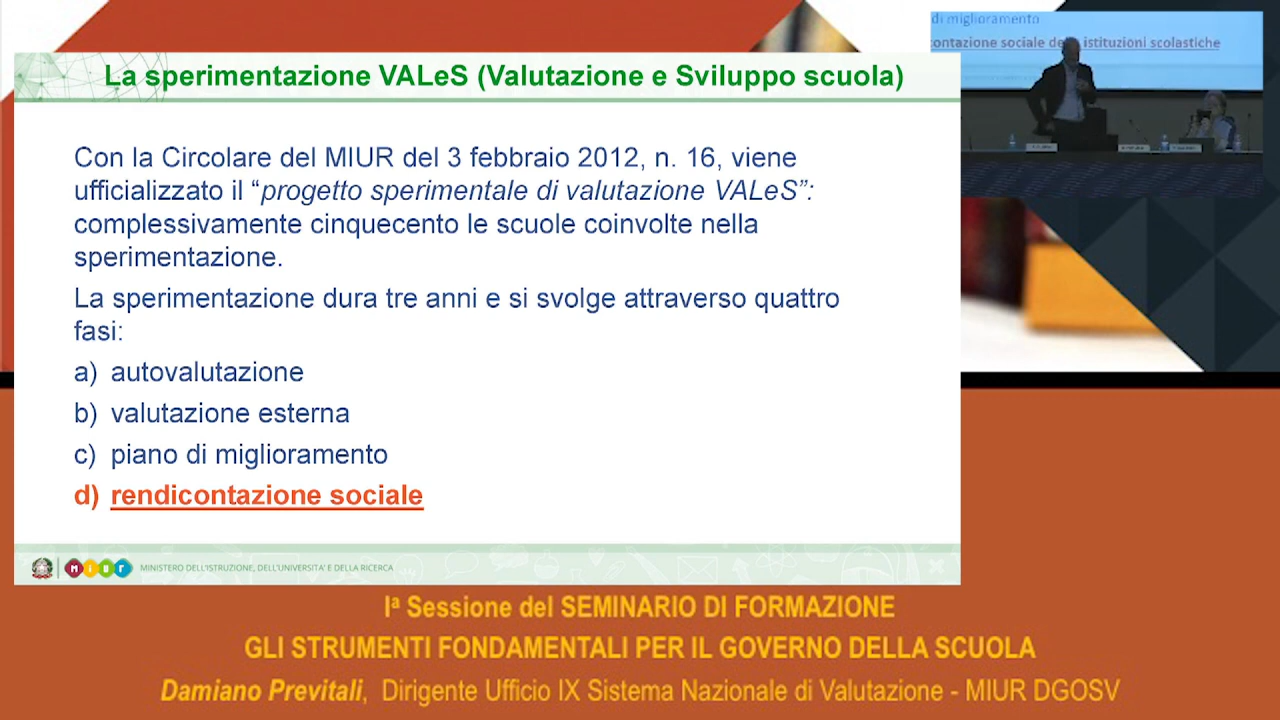 di miglioramento
contazione sociale delle istituzioni scolastiche
La sperimentazione VALeS (Valutazione e Sviluppo scuola)
Con la Circolare del MIUR del 3 febbraio 2012, n. 16, viene
ufficializzato il “progetto sperimentale di valutazione VALeS”:
complessivamente cinquecento le scuole coinvolte nella
sperimentazione.
La sperimentazione dura tre anni e si svolge attraverso quattro
fasi:
a) autovalutazione
b) valutazione esterna
c) piano di miglioramento
d) rendicontazione sociale
MIUR
MINISTERO DELL'ISTRUZIONE, DELL'UNIVERSITA' E DELLA RICERCA
Iª Sessione del SEMINARIO DI FORMAZIONE
GLI STRUMENTI FONDAMENTALI PER IL GOVERNO DELLA SCUOLA
Damiano Previtali, Dirigente Ufficio IX Sistema Nazionale di Valutazione - MIUR DGOSV